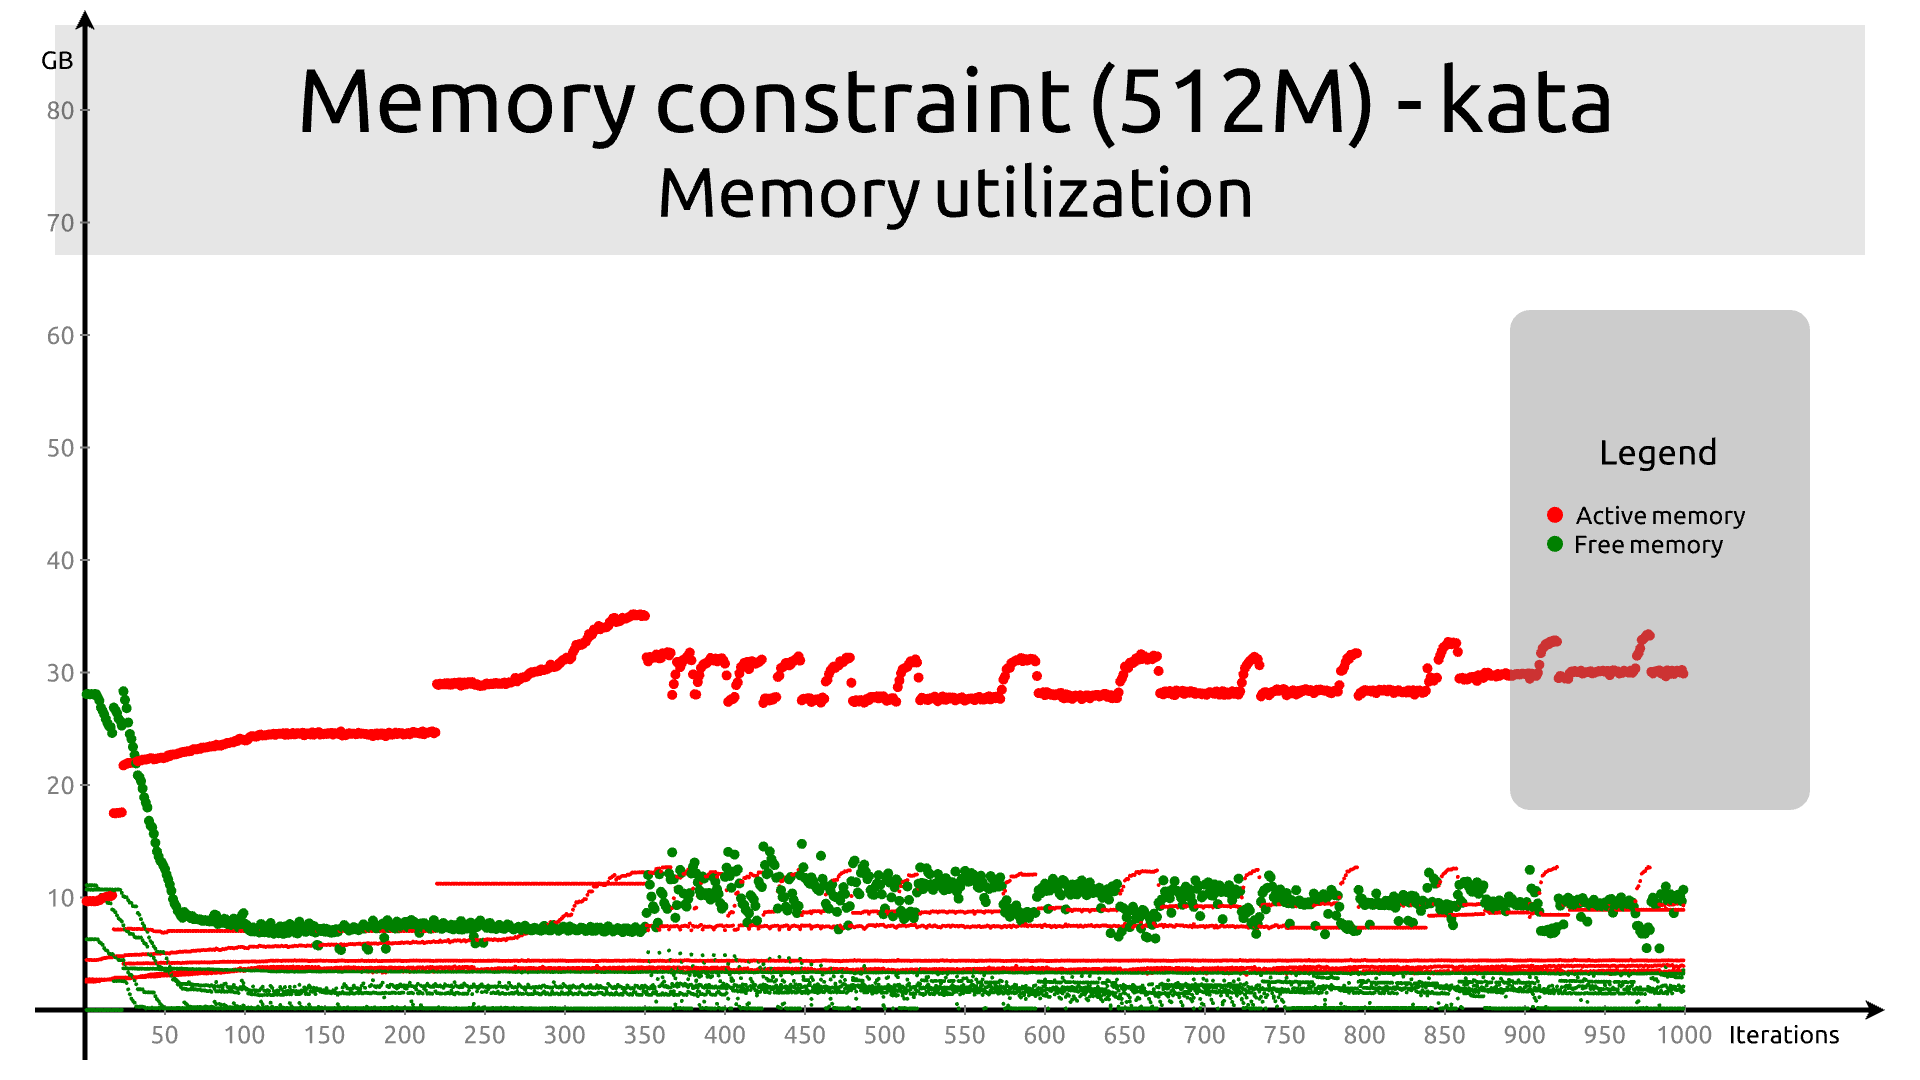 Memory constraint (512M) - kata
Memory utilization
GB
80
70
60
50
40
30
20
10
Legend
Active memory
Free memory
50 100 150 200 250 300 350 400 450 500 550 600 650 700 750 800 850 900 950 1000 Iterations